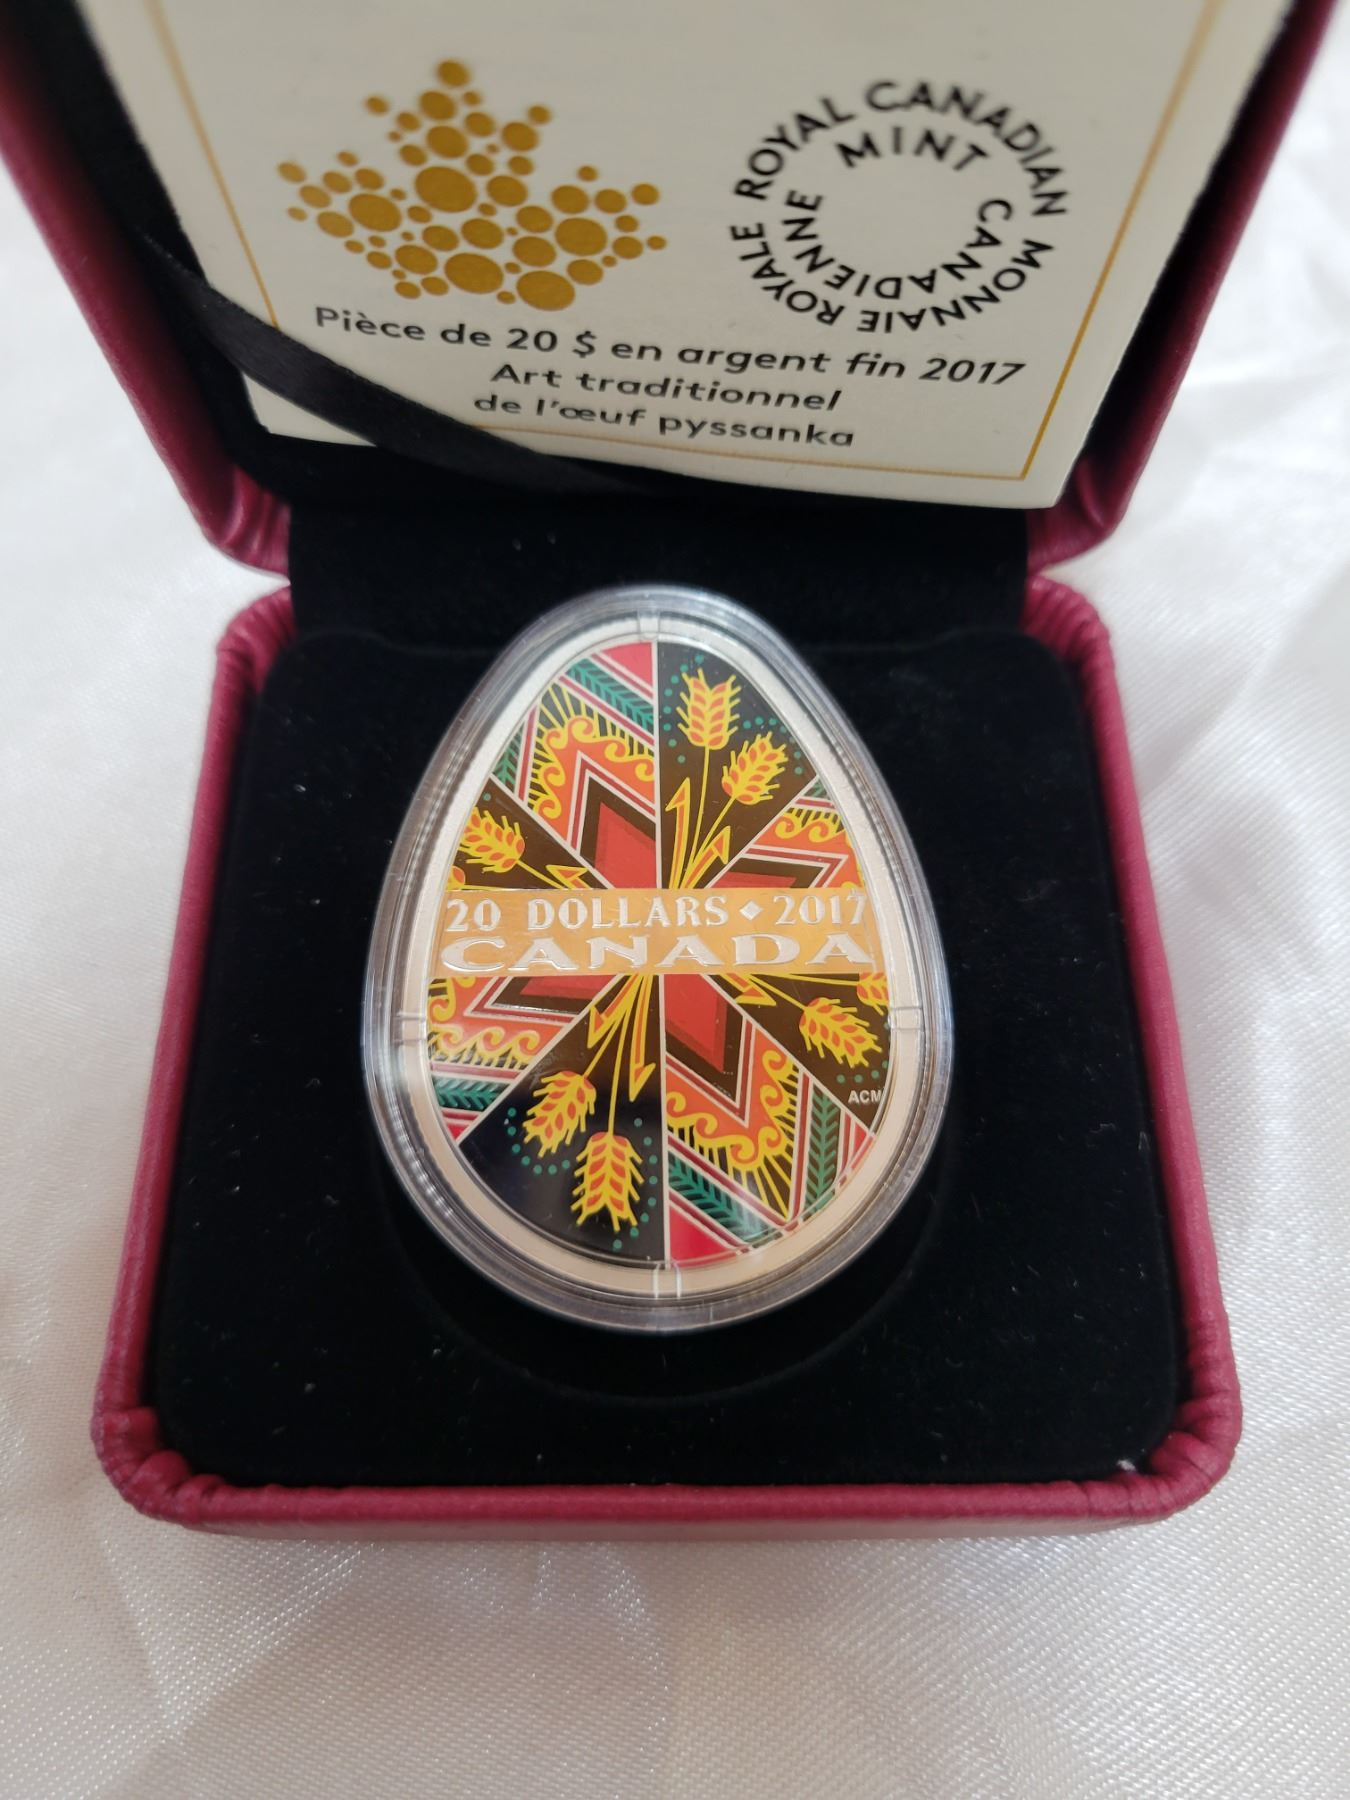 ROYAL CANADIAN MINT
MONNAIE ROYALE CANADIENNE
Pièce de 20 $ en argent fin 2017
Art traditionnel
de l'œuf pyssanka
20 DOLLARS 2017
CANADA
ACM